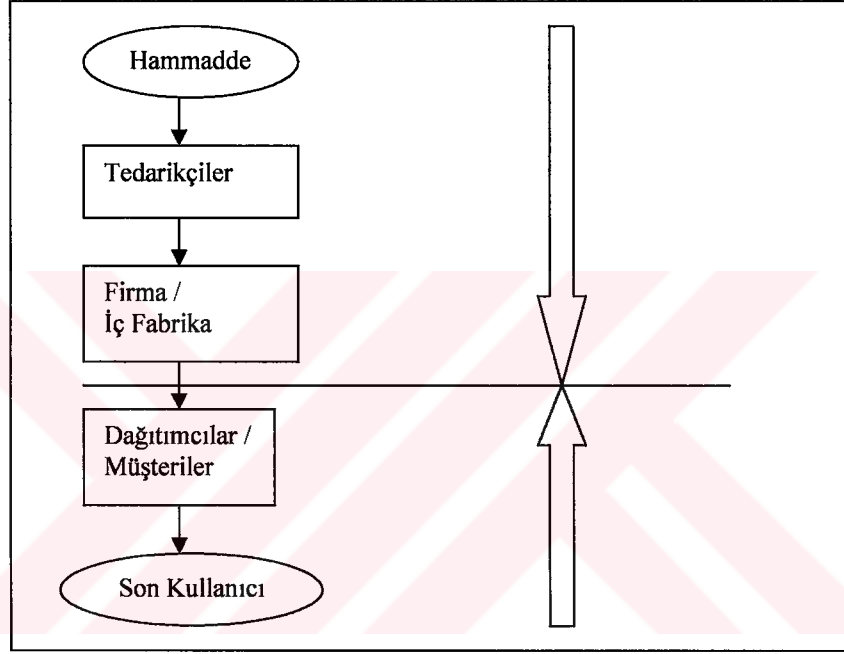 Hammadde
Tedarikçiler
Firma /
İç Fabrika
Dağıtımcılar /
Müşteriler
Son Kullanıcı